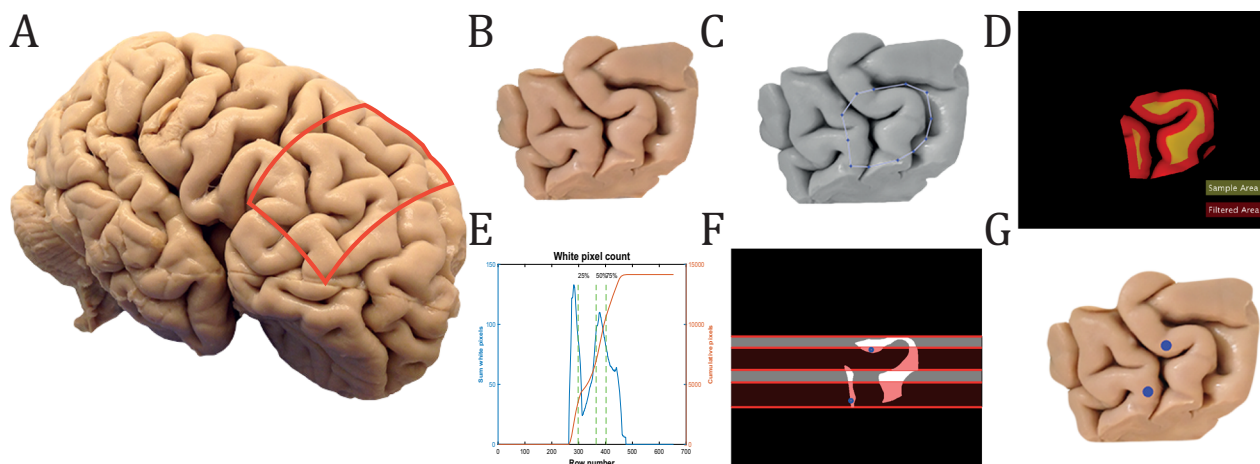 A
B
C
D
Sample Area
Filtered Area
E
White pixel count
150
100
50
0
Sum white pixels
25%
50%
75%
15000
10000
5000
0
Cumulative pixels
0 100 200 300 400 500 600 700
Row number
F
G